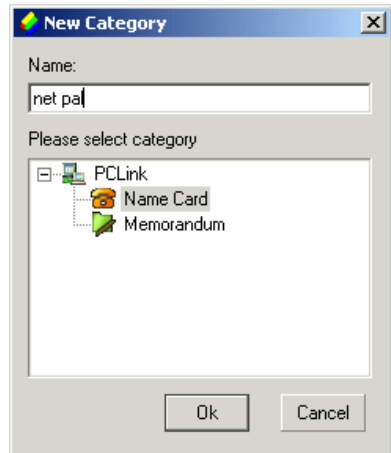 New Category
Name:
net pal
Please select category
PCLink
Name Card
Memorandum
Ok Cancel